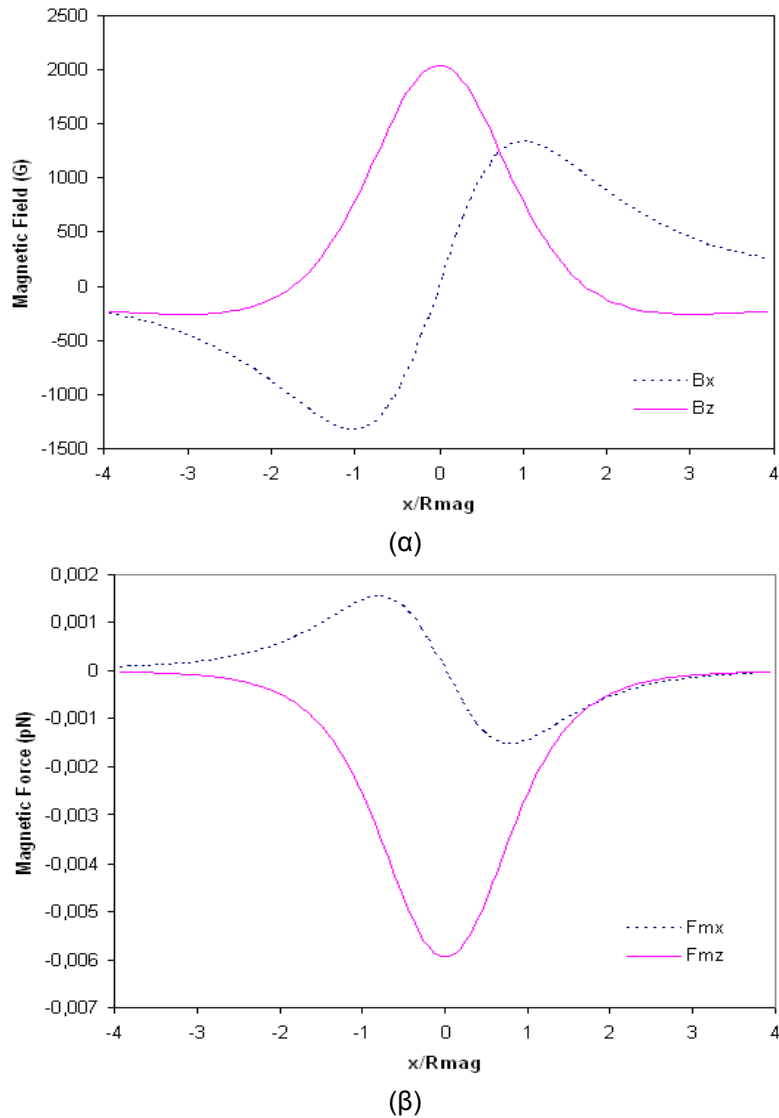 2500
2000
1500
1000
500
0
-500
-1000
-1500
Magnetic Field (G)
-4 -3 -2 -1 0 1 2 3 4
x/Rmag
Bx
Bz
(α)
0,002
0,001
0
-0,001
-0,002
-0,003
-0,004
-0,005
-0,006
-0,007
Magnetic Force (pN)
-4 -3 -2 -1 0 1 2 3 4
x/Rmag
Fmx
Fmz
(β)